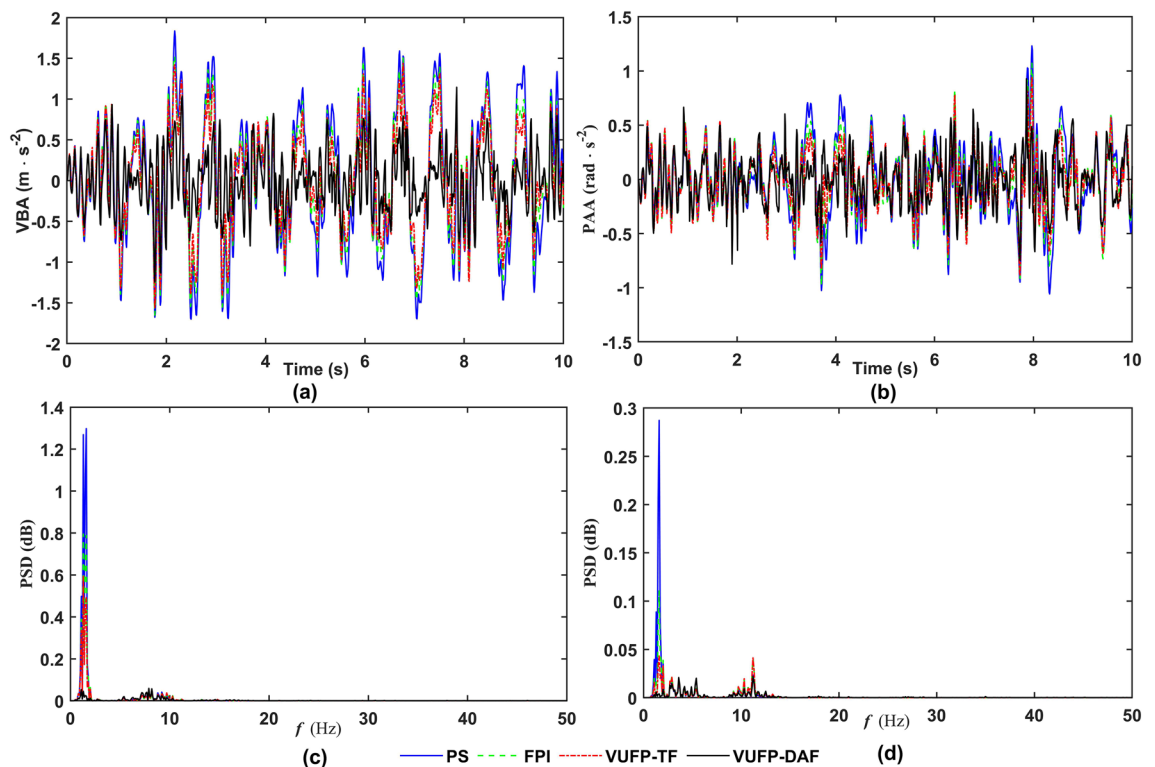 2
1.5
1
0.5
0
-0.5
-1
-1.5
-2
VBA (m · s⁻²)
0 2 4 6 8 10
Time (s)
(a)
1.5
1
0.5
0
-0.5
-1
-1.5
PAA (rad · s⁻²)
0 2 4 6 8 10
Time (s)
(b)
1.4
1.2
1
0.8
0.6
0.4
0.2
0
PSD (dB)
0 10 20 30 40 50
f (Hz)
(c)
0.3
0.25
0.2
0.15
0.1
0.05
0
PSD (dB)
0 10 20 30 40 50
f (Hz)
(d)
PS FPI VUFP-TF VUFP-DAF